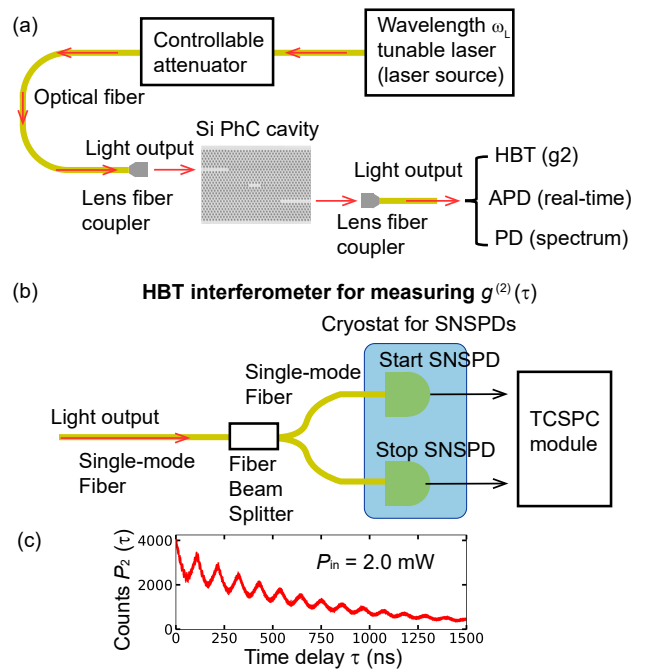 (a)
Controllable
attenuator
Wavelength ω_L
tunable laser
(laser source)
Optical fiber
Si PhC cavity
Light output
Lens fiber
coupler
Light output
Lens fiber
coupler
HBT (g2)
APD (real-time)
PD (spectrum)
(b)
HBT interferometer for measuring g⁽²⁾(τ)
Cryostat for SNSPDs
Start SNSPD
Single-mode
Fiber
Light output
Single-mode
Fiber
Fiber
Beam
Splitter
Stop SNSPD
TCSPC
module
(c)
Counts P₂ (τ)
4000
2000
0
P_in = 2.0 mW
0 250 500 750 1000 1250 1500
Time delay τ (ns)